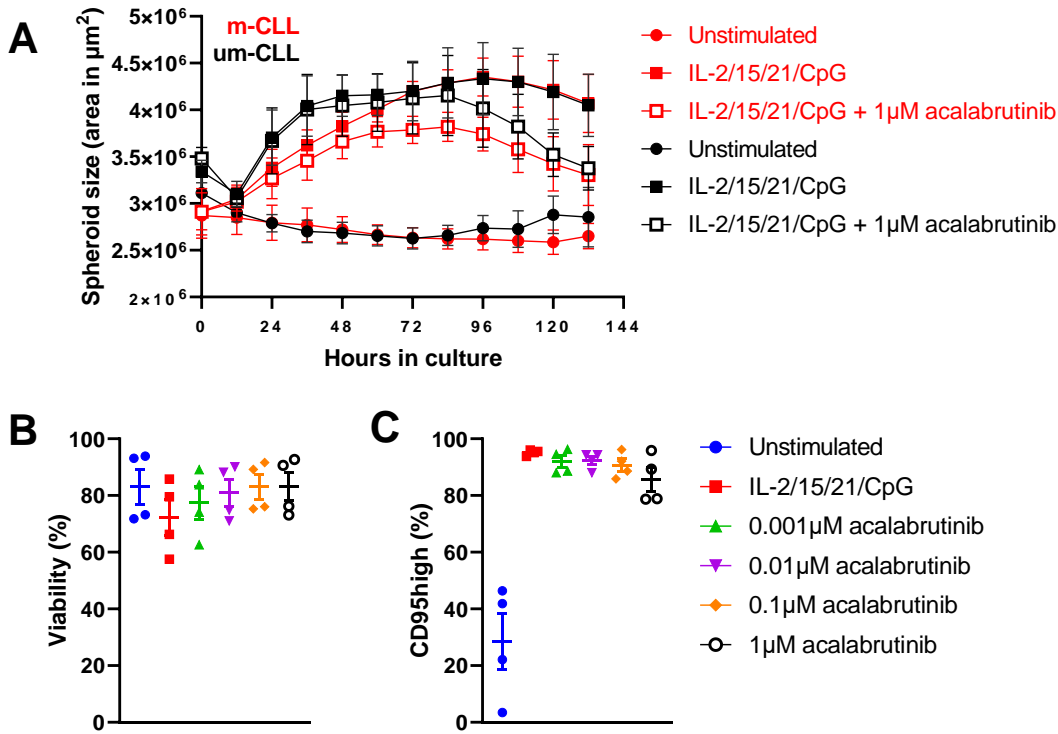 A
m-CLL
um-CLL
Spheroid size (area in µm²)
5×10⁶
4.5×10⁶
4×10⁶
3.5×10⁶
3×10⁶
2.5×10⁶
2×10⁶
0 24 48 72 96 120 144
Hours in culture
Unstimulated
IL-2/15/21/CpG
IL-2/15/21/CpG + 1µM acalabrutinib
Unstimulated
IL-2/15/21/CpG
IL-2/15/21/CpG + 1µM acalabrutinib
B
Viability (%)
100
80
60
40
20
0
C
CD95high (%)
100
80
60
40
20
0
Unstimulated
IL-2/15/21/CpG
0.001µM acalabrutinib
0.01µM acalabrutinib
0.1µM acalabrutinib
1µM acalabrutinib